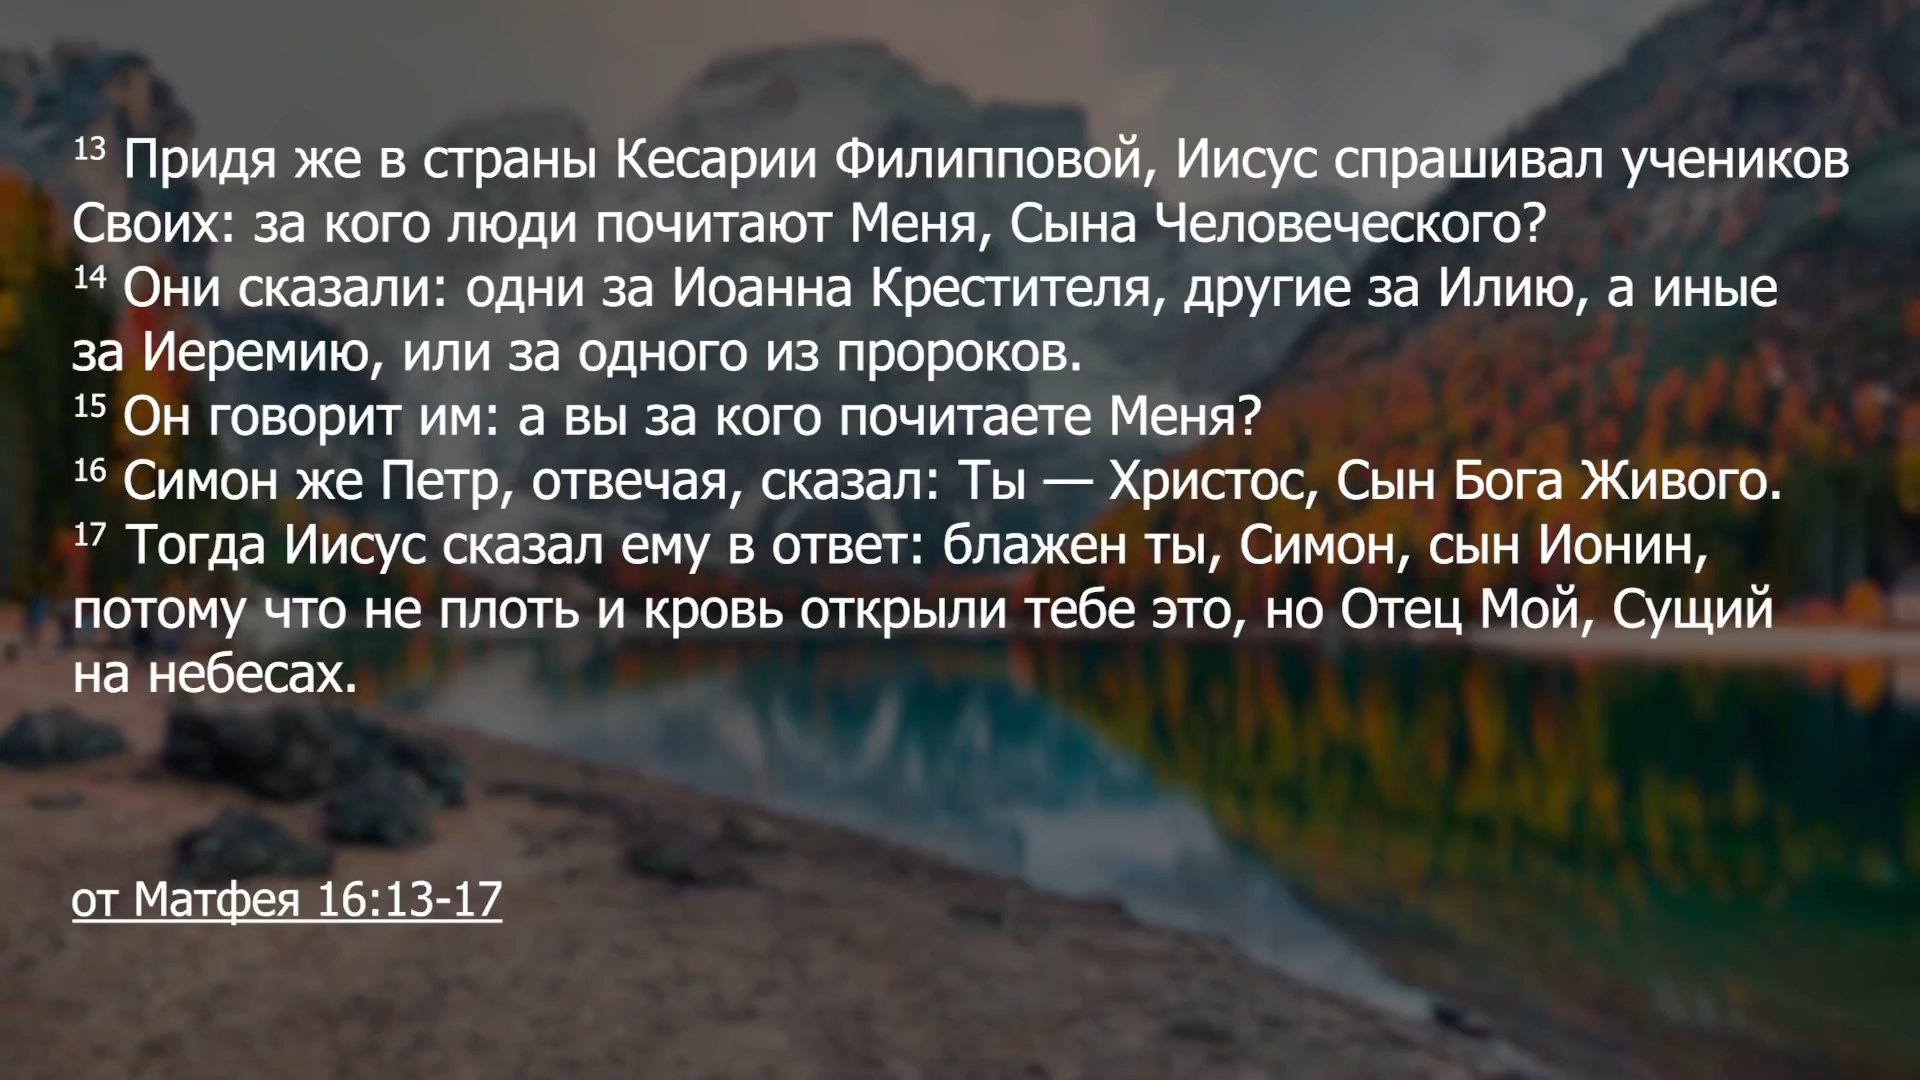 13 Придя же в страны Кесарии Филипповой, Иисус спрашивал учеников
Своих: за кого люди почитают Меня, Сына Человеческого?
14 Они сказали: одни за Иоанна Крестителя, другие за Илию, а иные
за Иеремию, или за одного из пророков.
15 Он говорит им: а вы за кого почитаете Меня?
16 Симон же Петр, отвечая, сказал: Ты — Христос, Сын Бога Живого.
17 Тогда Иисус сказал ему в ответ: блажен ты, Симон, сын Ионин,
потому что не плоть и кровь открыли тебе это, но Отец Мой, Сущий
на небесах.
от Матфея 16:13-17